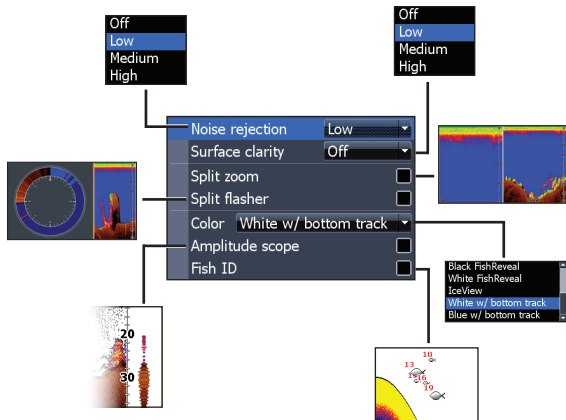 Off
Low
Medium
High
Off
Low
Medium
High
Noise rejection Low
Surface clarity Off
Split zoom
Split flasher
Color White w/ bottom track
Amplitude scope
Fish ID
Black FishReveal
White FishReveal
IceView
White w/ bottom track
Blue w/ bottom track
20
30
10
13
16
19